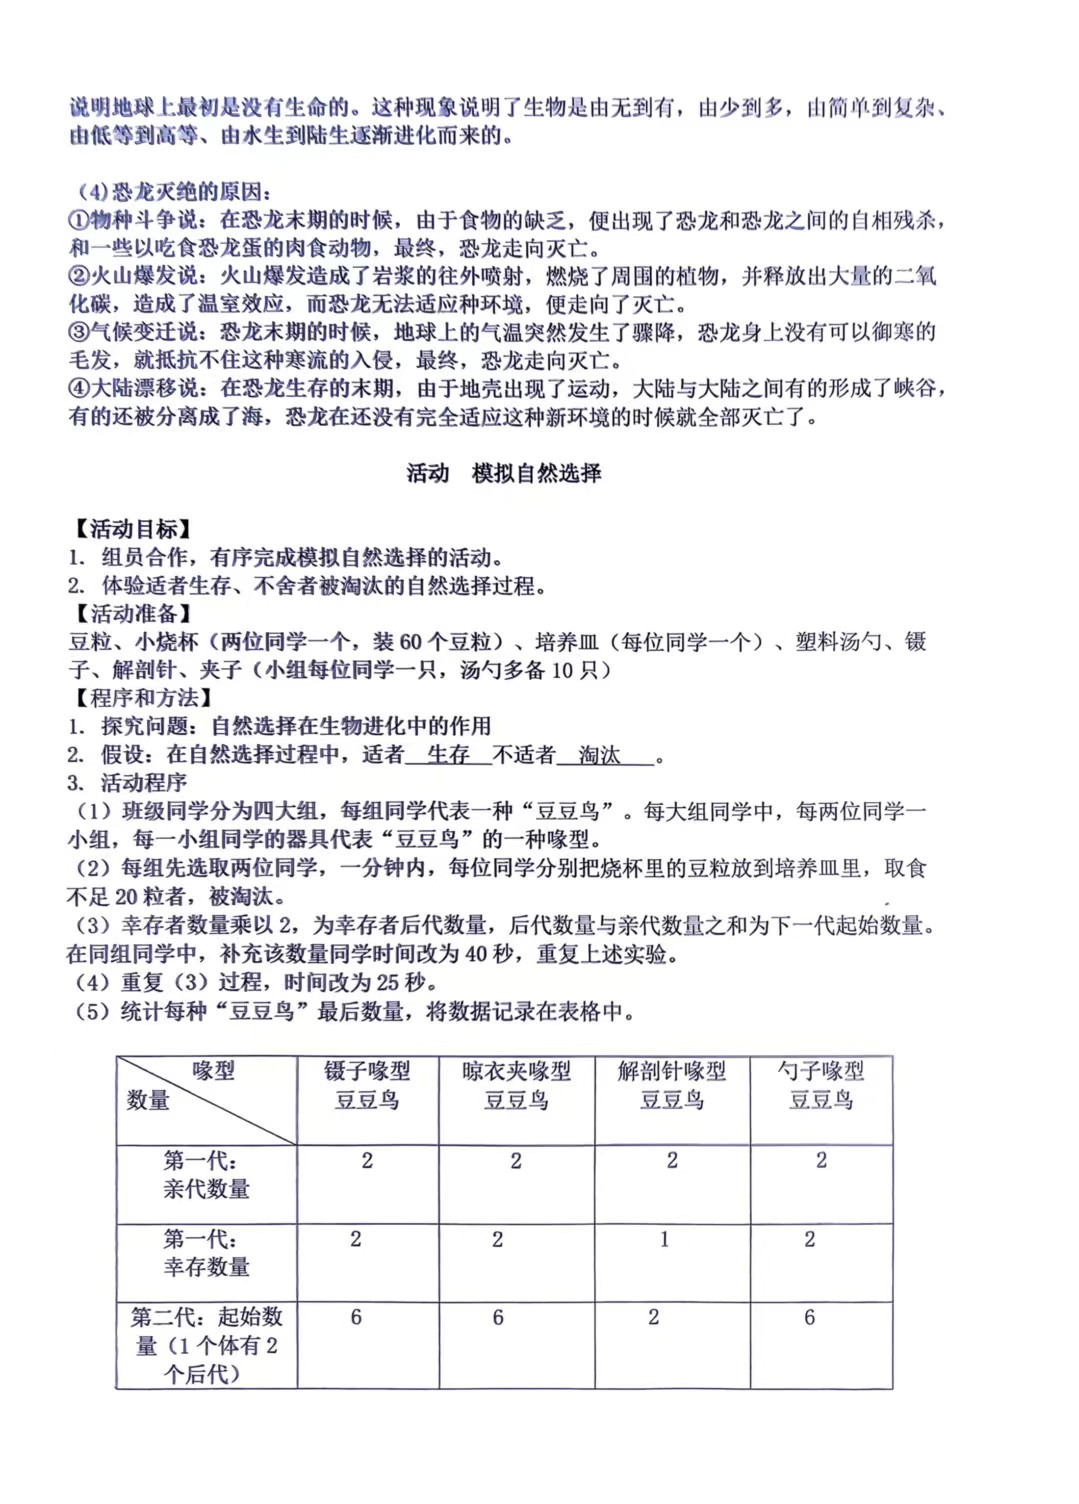 说明地球上最初是没有生命的。这种现象说明了生物是由无到有，由少到多，由简单到复杂、
由低等到高等、由水生到陆生逐渐进化而来的。
（4)恐龙灭绝的原因：
①物种斗争说：在恐龙末期的时候，由于食物的缺乏，便出现了恐龙和恐龙之间的自相残杀，
和一些以吃食恐龙蛋的肉食动物，最终，恐龙走向灭亡。
②火山爆发说：火山爆发造成了岩浆的往外喷射，燃烧了周围的植物，并释放出大量的二氧
化碳，造成了温室效应，而恐龙无法适应种环境，便走向了灭亡。
③气候变迁说：恐龙末期的时候，地球上的气温突然发生了骤降，恐龙身上没有可以御寒的
毛发，就抵抗不住这种寒流的入侵，最终，恐龙走向灭亡。
④大陆漂移说：在恐龙生存的末期，由于地壳出现了运动，大陆与大陆之间有的形成了峡谷，
有的还被分离成了海，恐龙在还没有完全适应这种新环境的时候就全部灭亡了。
活动 模拟自然选择
【活动目标】
1. 组员合作，有序完成模拟自然选择的活动。
2. 体验适者生存、不舍者被淘汰的自然选择过程。
【活动准备】
豆粒、小烧杯（两位同学一个，装 60 个豆粒）、培养皿（每位同学一个）、塑料汤勺、镊
子、解剖针、夹子（小组每位同学一只，汤勺多备 10 只）
【程序和方法】
1. 探究问题：自然选择在生物进化中的作用
2. 假设：在自然选择过程中，适者 生存 不适者 淘汰 。
3. 活动程序
（1）班级同学分为四大组，每组同学代表一种“豆豆鸟”。每大组同学中，每两位同学一
小组，每一小组同学的器具代表“豆豆鸟”的一种喙型。
（2）每组先选取两位同学，一分钟内，每位同学分别把烧杯里的豆粒放到培养皿里，取食
不足 20 粒者，被淘汰。
（3）幸存者数量乘以 2，为幸存者后代数量，后代数量与亲代数量之和为下一代起始数量。
在同组同学中，补充该数量同学时间改为 40 秒，重复上述实验。
（4）重复（3）过程，时间改为 25 秒。
（5）统计每种“豆豆鸟”最后数量，将数据记录在表格中。
喙型 镊子喙型 晾衣夹喙型 解剖针喙型 勺子喙型
数量 豆豆鸟 豆豆鸟 豆豆鸟 豆豆鸟
第一代： 2 2 2 2
亲代数量
第一代： 2 2 1 2
幸存数量
第二代：起始数 6 6 2 6
量（1 个体有 2
个后代）